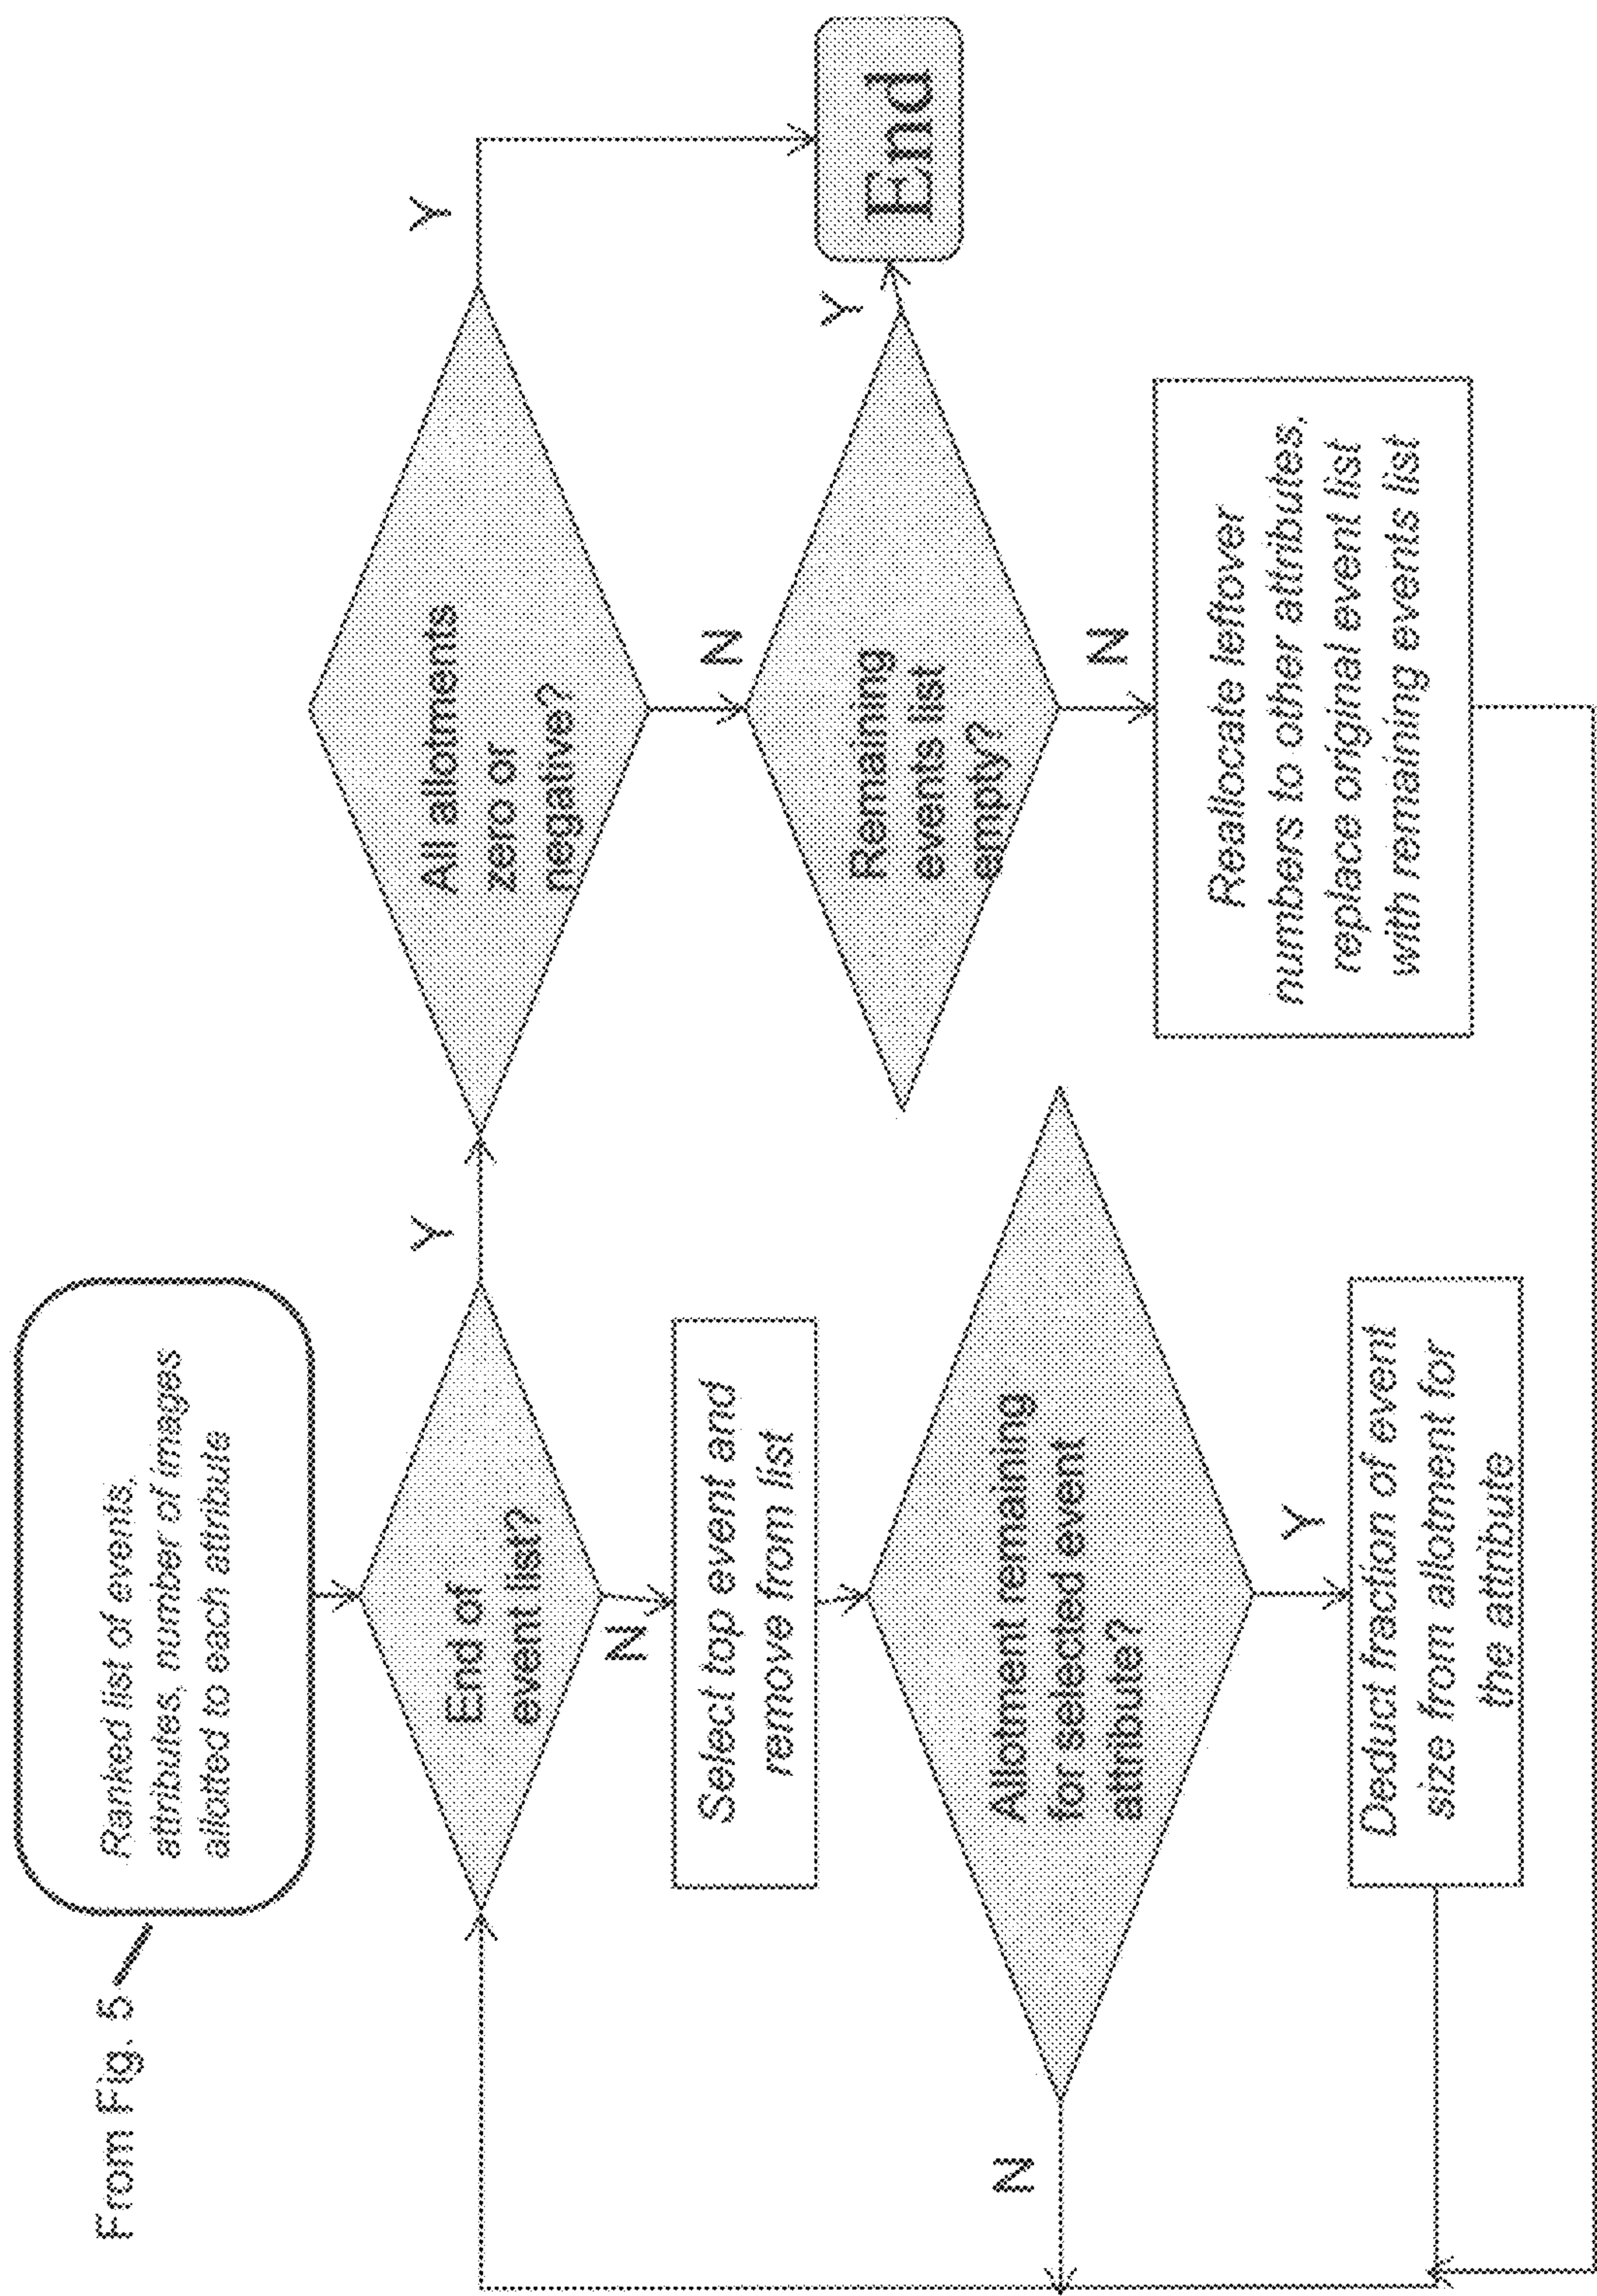 From Fig. 5
Ranked list of events,
attributes, number of images
allotted to each attribute
End of
event list?
Y
N
Select top event and
remove from list
Allotment remaining
for selected event
attribute?
N
Y
Deduct fraction of event
size from allotment for
the attribute
All allotments
zero or
negative?
Y
N
Remaining
events list
empty?
Y
N
End
Reallocate leftover
numbers to other attributes,
replace original event list
with remaining events list